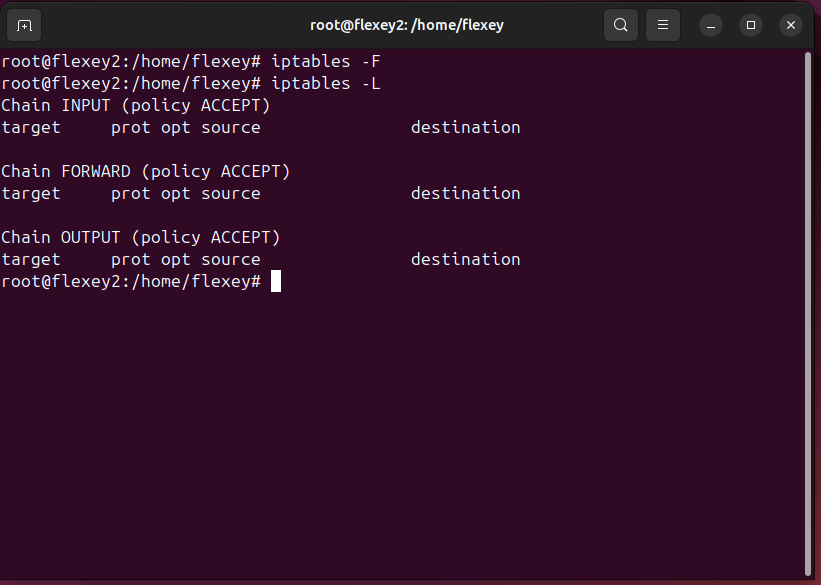 root@flexey2: /home/flexey
root@flexey2:/home/flexey# iptables -F
root@flexey2:/home/flexey# iptables -L
Chain INPUT (policy ACCEPT)
target     prot opt source               destination

Chain FORWARD (policy ACCEPT)
target     prot opt source               destination

Chain OUTPUT (policy ACCEPT)
target     prot opt source               destination
root@flexey2:/home/flexey#